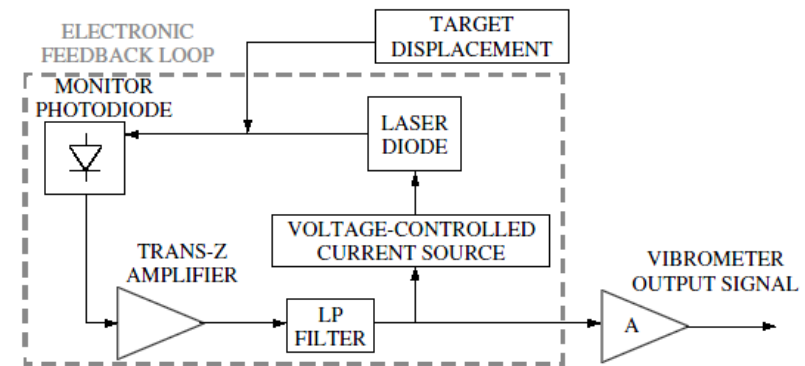 ELECTRONIC
FEEDBACK LOOP
TARGET
DISPLACEMENT
MONITOR
PHOTODIODE
LASER
DIODE
VOLTAGE-CONTROLLED
CURRENT SOURCE
TRANS-Z
AMPLIFIER
LP
FILTER
VIBROMETER
OUTPUT SIGNAL
A